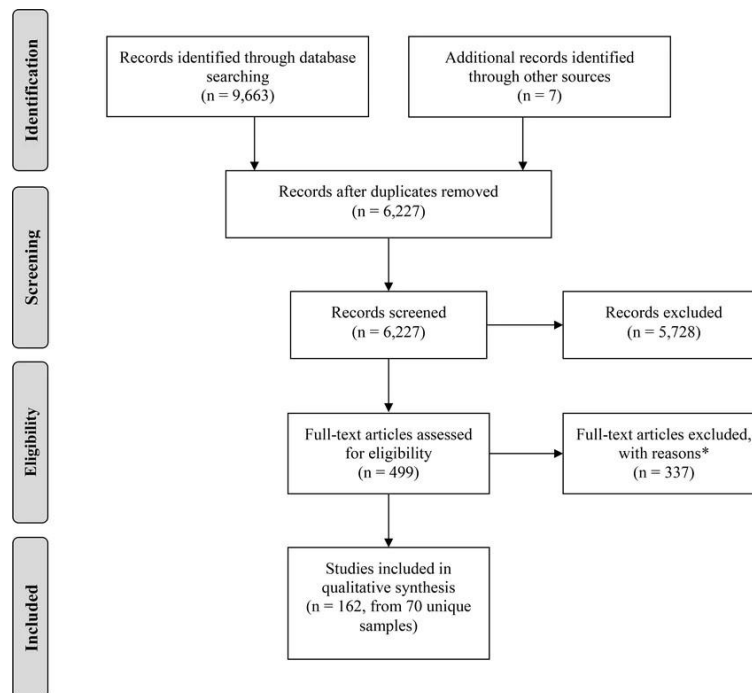 Identification
Records identified through database
searching
(n = 9,663)
Additional records identified
through other sources
(n = 7)
Records after duplicates removed
(n = 6,227)
Screening
Records screened
(n = 6,227)
Records excluded
(n = 5,728)
Eligibility
Full-text articles assessed
for eligibility
(n = 499)
Full-text articles excluded,
with reasons*
(n = 337)
Included
Studies included in
qualitative synthesis
(n = 162, from 70 unique
samples)